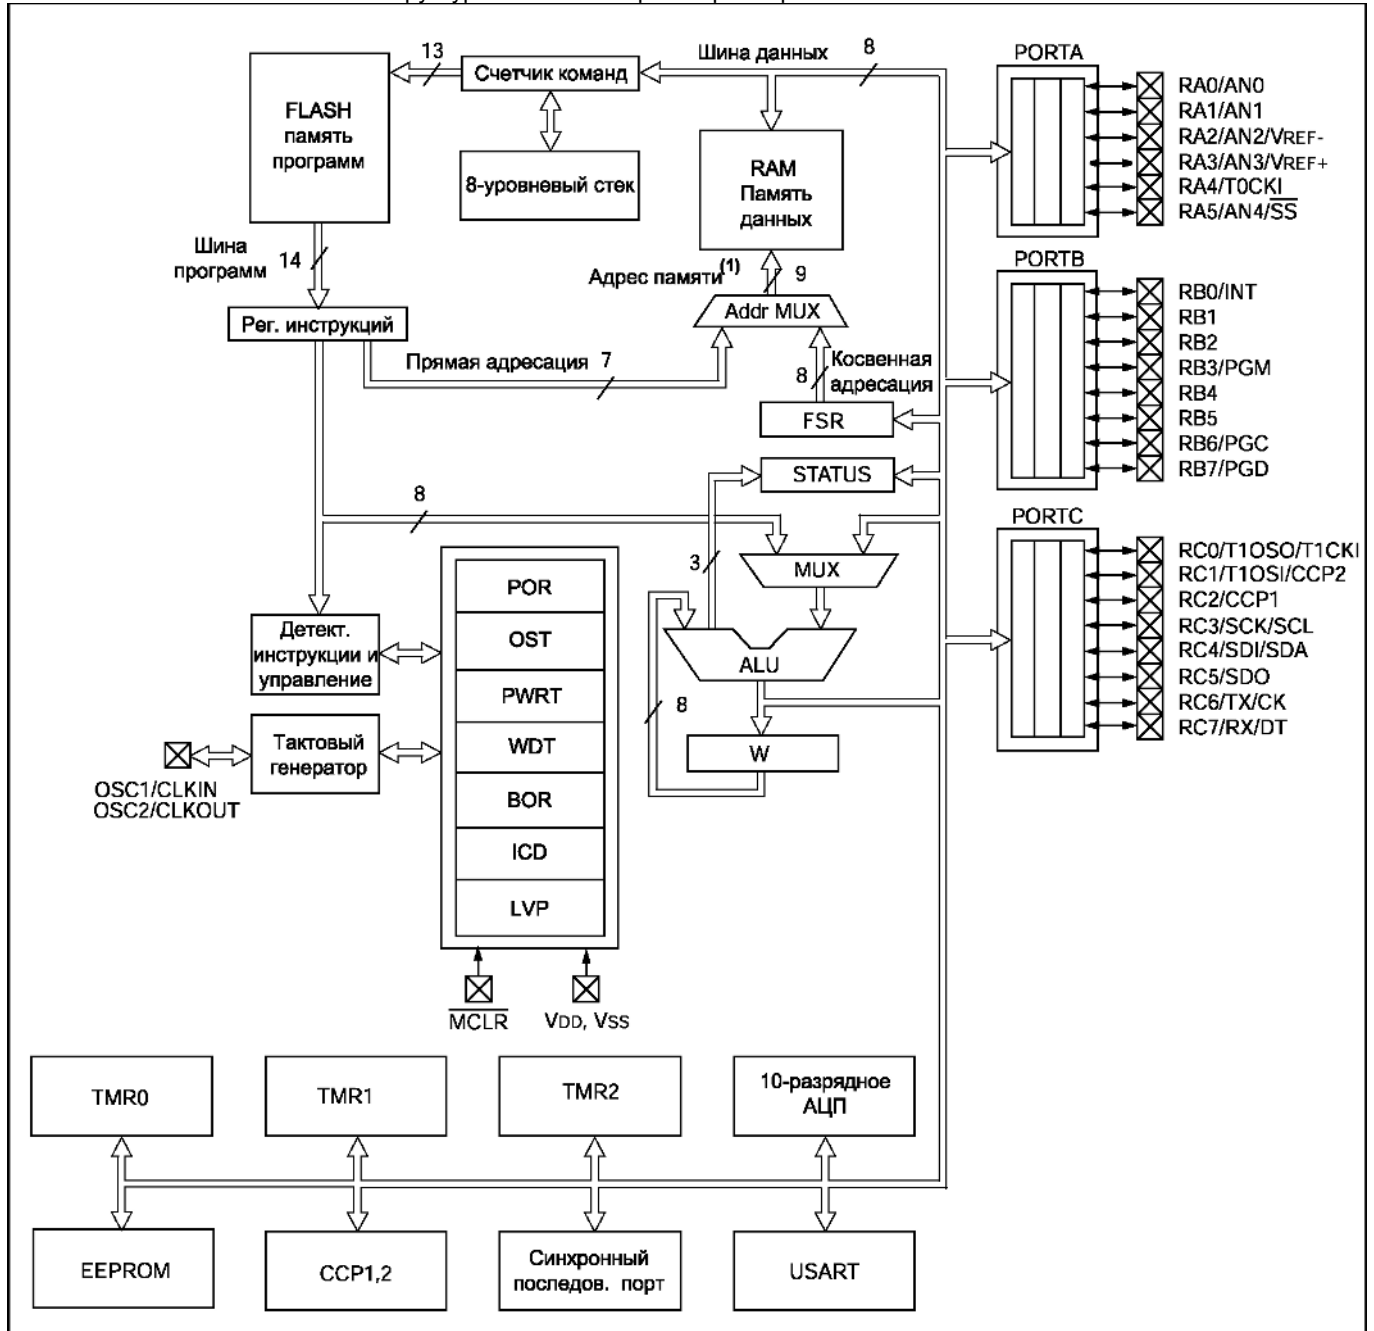 13
Шина данных
8
PORTA
Счетчик команд
FLASH
память
программ
8-уровневый стек
RAM
Память
данных
RA0/AN0
RA1/AN1
RA2/AN2/VREF-
RA3/AN3/VREF+
RA4/T0CKI
RA5/AN4/SS
Шина
программ
14
Адрес памяти(1)
9
PORTB
Addr MUX
Рег. инструкций
Прямая адресация
7
8
Косвенная
адресация
FSR
RB0/INT
RB1
RB2
RB3/PGM
RB4
RB5
RB6/PGC
RB7/PGD
STATUS
8
PORTC
3
MUX
RC0/T1OSO/T1CKI
RC1/T1OSI/CCP2
RC2/CCP1
RC3/SCK/SCL
RC4/SDI/SDA
RC5/SDO
RC6/TX/CK
RC7/RX/DT
POR
OST
PWRT
WDT
BOR
ICD
LVP
Детект.
инструкции и
управление
ALU
8
W
Тактовый
генератор
OSC1/CLKIN
OSC2/CLKOUT
MCLR
VDD, VSS
TMR0
TMR1
TMR2
10-разрядное
АЦП
EEPROM
CCP1,2
Синхронный
последов. порт
USART